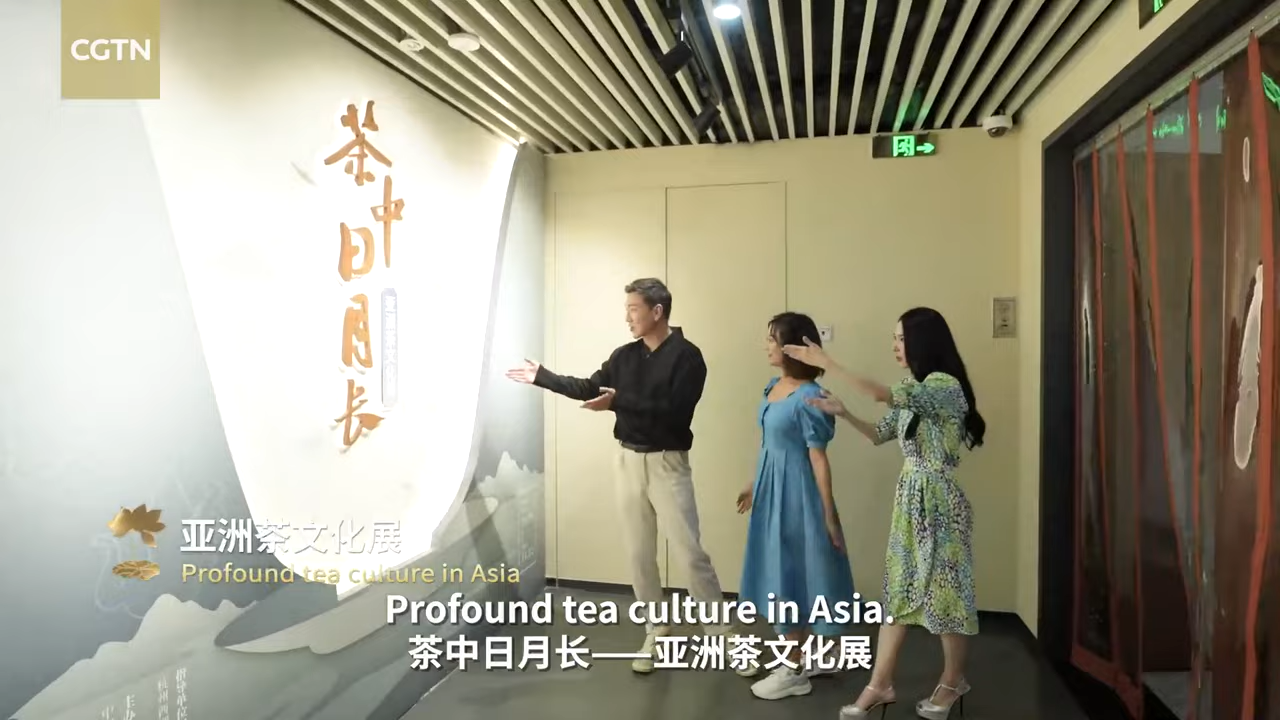 CGTN
茶中日月长
亚洲茶文化展
Profound tea culture in Asia
Profound tea culture in Asia.
茶中日月长——亚洲茶文化展